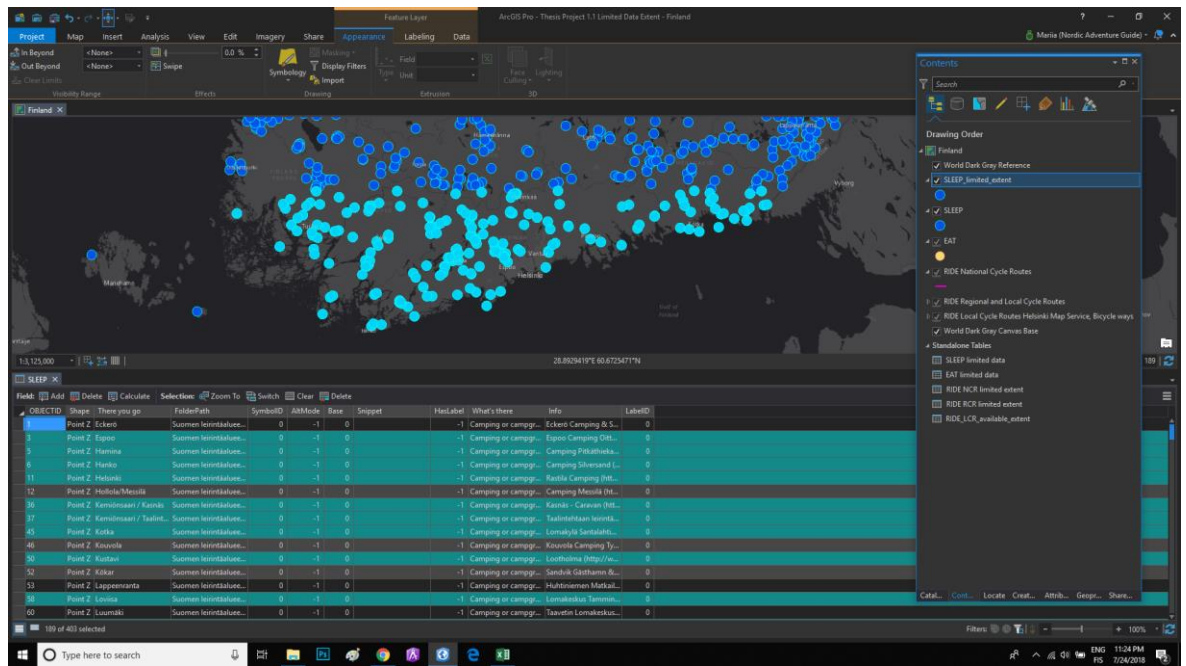 Feature Layer
ArcGIS Pro - Thesis Project 1.1 Limited Date Extent - Finland
Project Map Insert Analysis View Edit Imagery Share Appearance Labeling Data
Mariia (Nordic Adventure Guide)
In Beyond <None>
Out Beyond <None>
Clear Limits
Visibility Range
0.0 %
Swipe
Effects
Symbology
Masking
Display Filters
Import
Drawing
Type
Field
Unit
Extrusion
Face Culling
Lighting
3D
Finland
Vyborg
Helsinki
Gulf of
Finland
1:3,125,000
28.8929419°E 60.6725471°N
189
Contents
Search
Drawing Order
Finland
World Dark Gray Reference
SLEEP_limited_extent
SLEEP
EAT
RIDE National Cycle Routes
RIDE Regional and Local Cycle Routes
RIDE Local Cycle Routes Helsinki Map Service, Bicycle ways
World Dark Gray Canvas Base
Standalone Tables
SLEEP limited data
EAT limited data
RIDE NCR limited extent
RIDE RCR limited extent
RIDE_LCR_available_extent
Catal... Cont... Locate Creat... Attrib... Geopr... Share...
SLEEP
Field: Add Delete Calculate Selection: Zoom To Switch Clear Delete
OBJECTID Shape There you go FolderPath SymbolID AltMode Base Snippet HasLabel What's there Info LabelID
1 Point Z Eckerö Suomen leirintäaluee... 0 -1 0 -1 Camping or campgr... Eckerö Camping & S... 0
3 Point Z Espoo Suomen leirintäaluee... 0 -1 0 -1 Camping or campgr... Espoo Camping Oitt... 0
5 Point Z Hamina Suomen leirintäaluee... 0 -1 0 -1 Camping or campgr... Camping Pitkäthieka... 0
6 Point Z Hanko Suomen leirintäaluee... 0 -1 0 -1 Camping or campgr... Camping Silversand (... 0
11 Point Z Helsinki Suomen leirintäaluee... 0 -1 0 -1 Camping or campgr... Rastila Camping (htt... 0
12 Point Z Hollola/Messilä Suomen leirintäaluee... 0 -1 0 -1 Camping or campgr... Camping Messilä (ht... 0
36 Point Z Kemiönsaari / Kasnäs Suomen leirintäaluee... 0 -1 0 -1 Camping or campgr... Kasnäs - Caravan (htt... 0
37 Point Z Kemiönsaari / Taalint... Suomen leirintäaluee... 0 -1 0 -1 Camping or campgr... Taalintehtaan leirintä... 0
45 Point Z Kotka Suomen leirintäaluee... 0 -1 0 -1 Camping or campgr... Lomakylä Santalahti... 0
46 Point Z Kouvola Suomen leirintäaluee... 0 -1 0 -1 Camping or campgr... Kouvola Camping Ty... 0
50 Point Z Kustavi Suomen leirintäaluee... 0 -1 0 -1 Camping or campgr... Lootholma (http://w... 0
52 Point Z Kökar Suomen leirintäaluee... 0 -1 0 -1 Camping or campgr... Sandvik Gästhamn &... 0
53 Point Z Lappeenranta Suomen leirintäaluee... 0 -1 0 -1 Camping or campgr... Huhtiniemen Matkail... 0
58 Point Z Loviisa Suomen leirintäaluee... 0 -1 0 -1 Camping or campgr... Lomakeskus Tammin... 0
60 Point Z Luumäki Suomen leirintäaluee... 0 -1 0 -1 Camping or campgr... Taavetin Lomakeskus... 0
189 of 403 selected
Filters: 100%
Type here to search
ENG 11:24 PM
FIS 7/24/2018